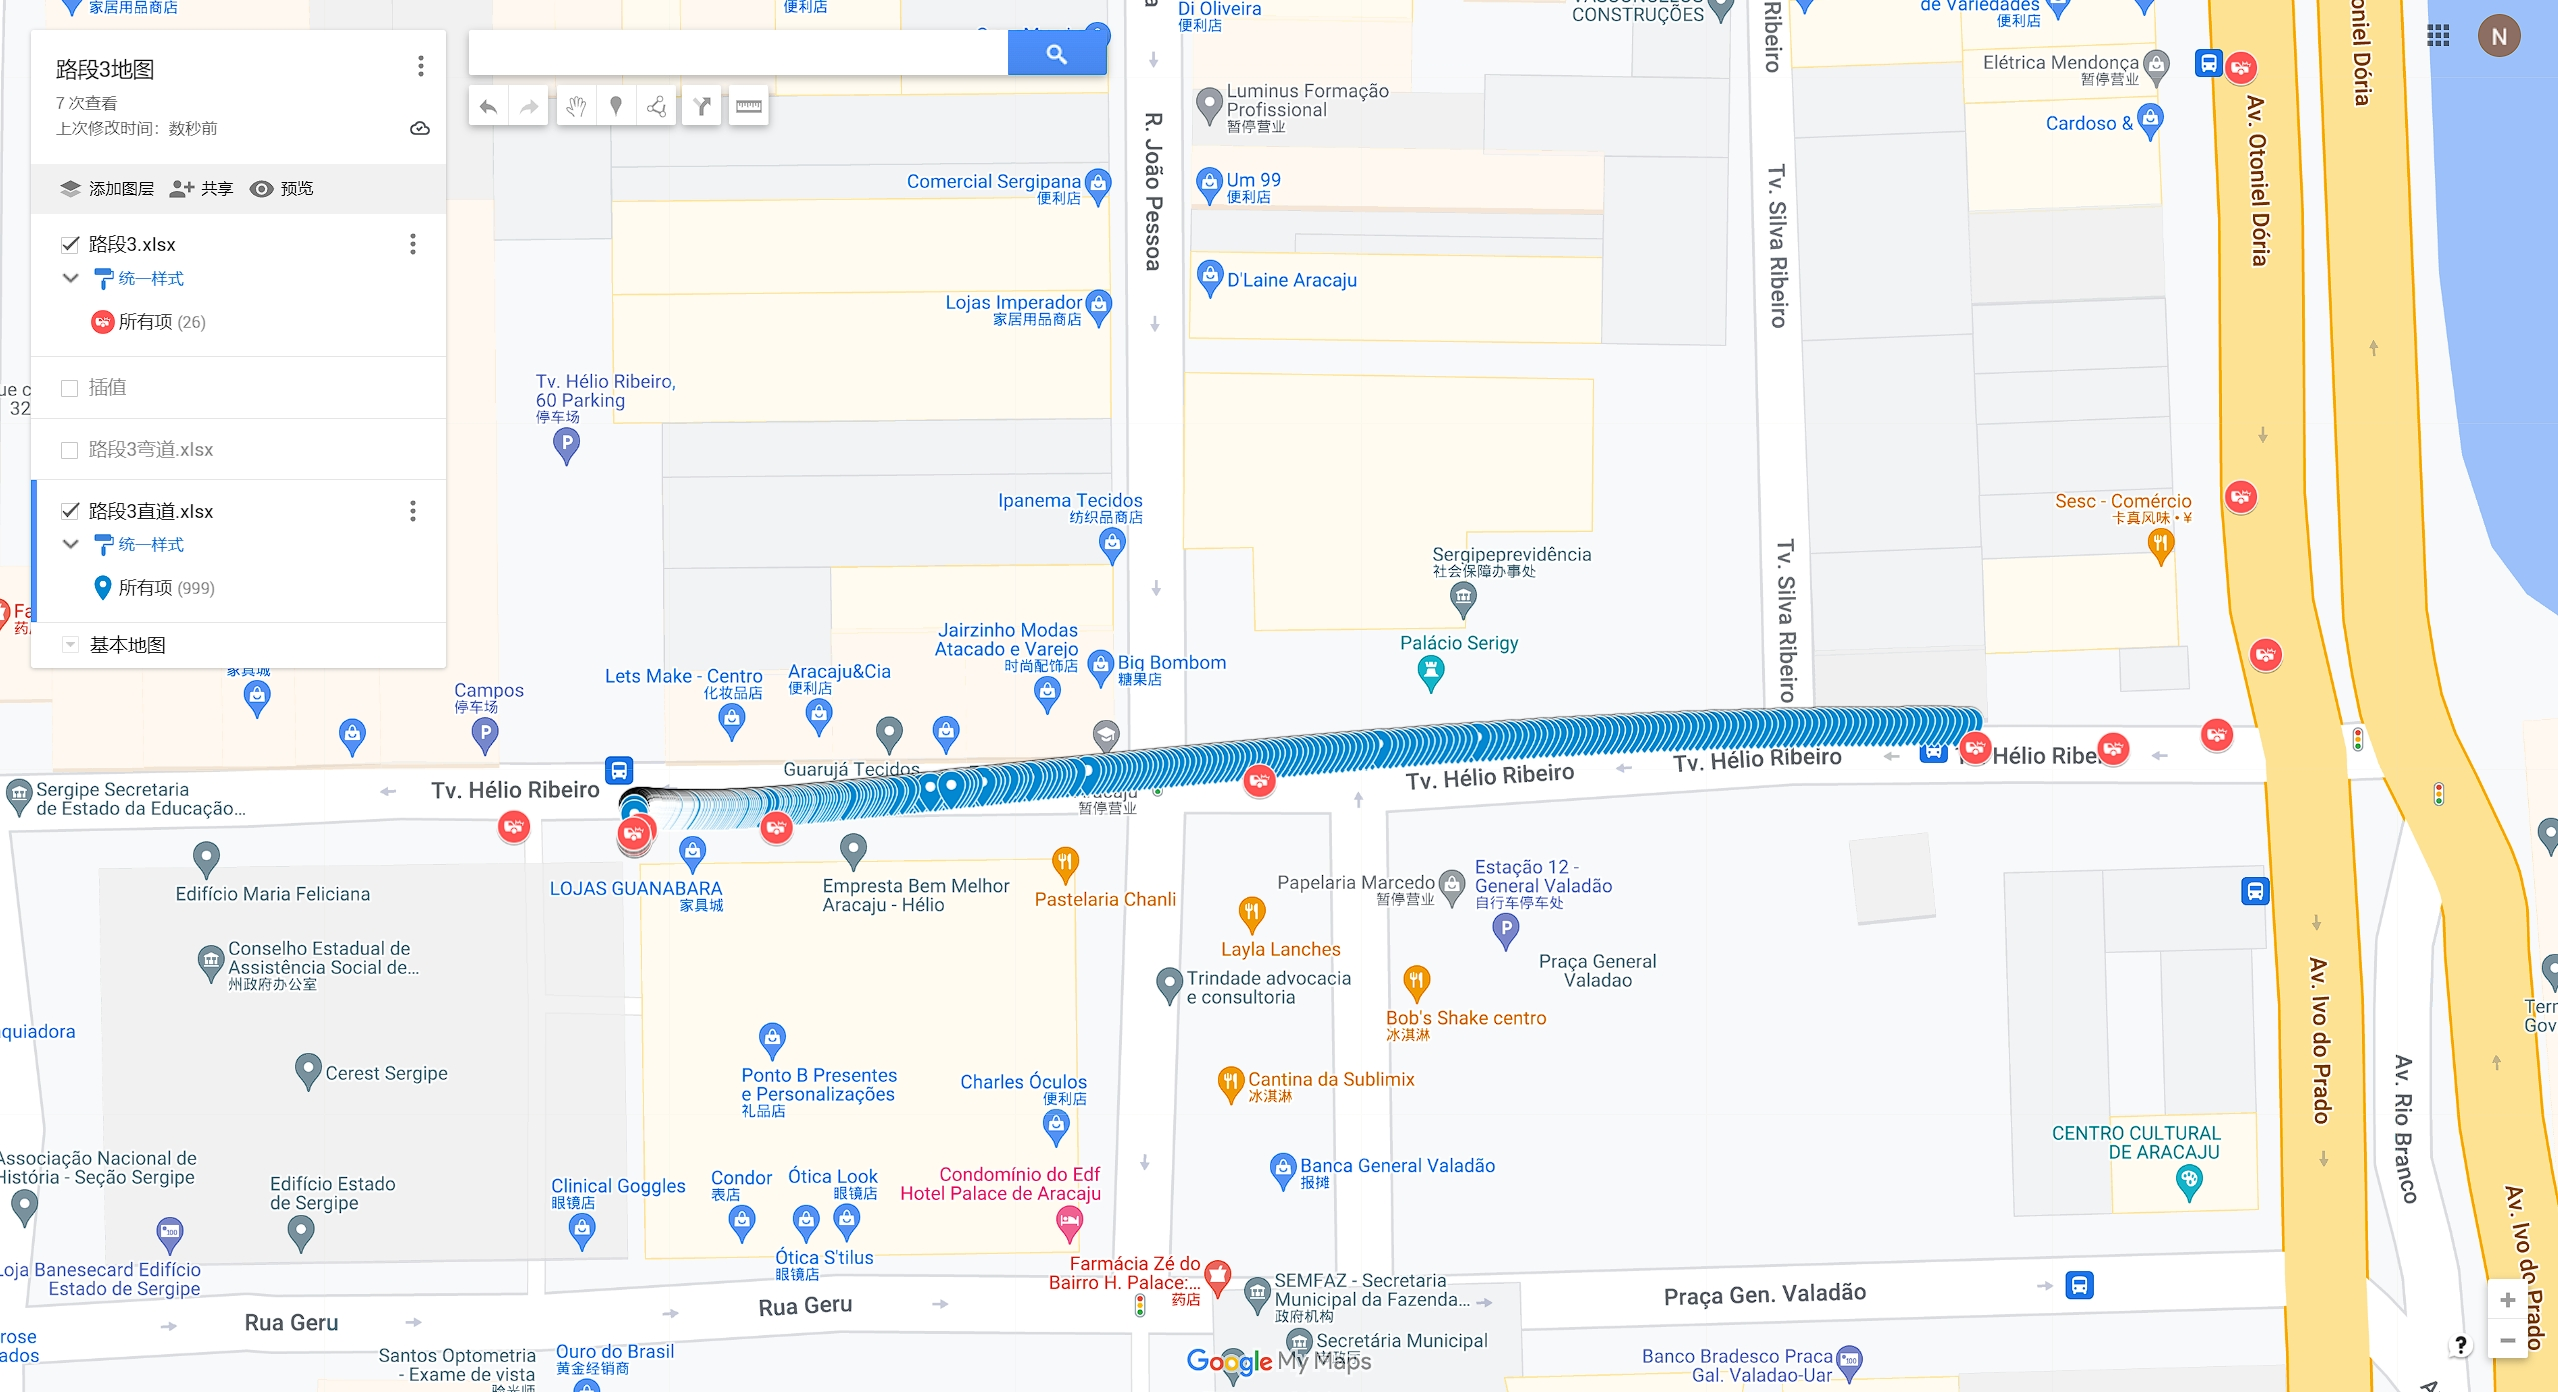 家居用品商店
便利店
Di Oliveira
便利店
CONSTRUÇÕES
Ribeiro
de Variedades
便利店
路段3地图
7 次查看
上次修改时间：数秒前
添加图层
共享
预览
路段3.xlsx
统一样式
所有项 (26)
插值
路段3弯道.xlsx
路段3直道.xlsx
统一样式
所有项 (999)
基本地图
N
Elétrica Mendonça
暂停营业
Cardoso &
Luminus Formação
Profissional
暂停营业
Comercial Sergipana
便利店
Um 99
便利店
D'Laine Aracaju
Lojas Imperador
家居用品商店
R. João Pessoa
Tv. Silva Ribeiro
Tv. Silva Ribeiro
Av. Otoniel Dória
oniel Dória
ue c
32
Tv. Hélio Ribeiro,
60 Parking
停车场
Ipanema Tecidos
纺织品商店
Sesc - Comércio
卡真风味 • ¥
Sergipeprevidência
社会保障办事处
Palácio Serigy
Fa
药
Jairzinho Modas
Atacado e Varejo
时尚配饰店
Big Bombom
糖果店
Lets Make - Centro
化妆品店
Aracaju&Cia
便利店
家具城
Campos
停车场
Guarujá Tecidos
Tv. Hélio Ribeiro
Tv. Hélio Ribeiro
Tv. Hélio Ribeiro
Hélio Ribe
暂停营业
Sergipe Secretaria
de Estado da Educação...
Edifício Maria Feliciana
LOJAS GUANABARA
家具城
Empresta Bem Melhor
Aracaju - Hélio
Pastelaria Chanli
Papelaria Marcedo
暂停营业
Estação 12 -
General Valadão
自行车停车处
Layla Lanches
Praça General
Valadao
Conselho Estadual de
Assistência Social de...
州政府办公室
Trindade advocacia
e consultoria
Bob's Shake centro
冰淇淋
quiadora
Cerest Sergipe
Ponto B Presentes
e Personalizações
礼品店
Charles Óculos
便利店
Cantina da Sublimix
冰淇淋
Av. Ivo do Prado
Av. Rio Branco
Av. Ivo do Prado
Terr
Gov
CENTRO CULTURAL
DE ARACAJU
Associação Nacional de
História - Seção Sergipe
Edifício Estado
de Sergipe
Clinical Goggles
眼镜店
Condor
表店
Ótica Look
眼镜店
Ótica S'tilus
眼镜店
Condomínio do Edf
Hotel Palace de Aracaju
Banca General Valadão
报摊
Loja Banesecard Edifício
Estado de Sergipe
Farmácia Zé do
Bairro H. Palace:...
药店
SEMFAZ - Secretaria
Municipal da Fazenda...
政府机构
Secretária Municipal
Praça Gen. Valadão
Rua Geru
Rua Geru
rose
ados
Santos Optometria
- Exame de vista
Ouro do Brasil
黄金经销商
Google My Maps
Banco Bradesco Praca
Gal. Valadao-Uar
?